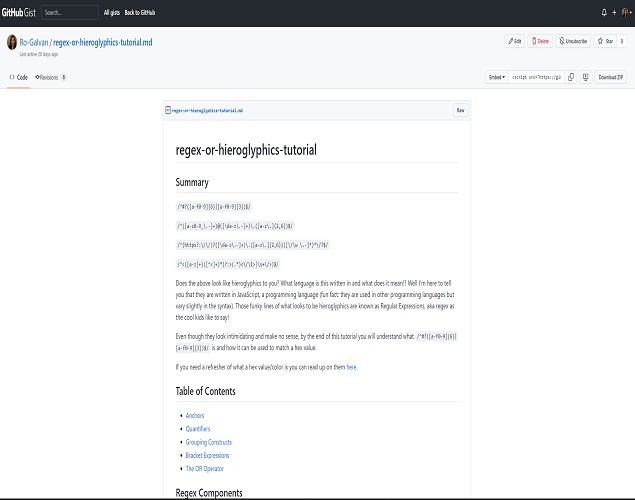 GitHub Gist
Search...
All gists
Back to GitHub
Ro-Galvan / regex-or-hieroglyphics-tutorial.md
Last active 20 days ago
Edit
Delete
Unsubscribe
Star
0
Code
Revisions
8
Embed
<script src="https://gi
Download ZIP
regex-or-hieroglyphics-tutorial.md
Raw
regex-or-hieroglyphics-tutorial
Summary
/^#?([a-f0-9]{6}|[a-f0-9]{3})$/
/^([a-z0-9_\.-]+)@([\da-z\.-]+)\.([a-z\.]{2,6})$/
/^(https?:\/\/)?([\da-z\.-]+)\.([a-z\.]{2,6})([\/\w \.-]*)*\/?$/
/^<([a-z]+)([^<]+)*(?:>(.*)<\/\1>|\s+\/>)$/
Does the above look like hieroglyphics to you? What language is this written in and what does it mean!? Well I'm here to tell
you that they are written in JavaScript, a programming language (fun fact: they are used in other programming languages but
vary slightly in the syntax). Those funky lines of what looks to be hieroglyphics are known as Regular Expressions, aka regex as
the cool kids like to say!
Even though they look intimidating and make no sense, by the end of this tutorial you will understand what /^#?([a-f0-9]{6}|
[a-f0-9]{3})$/ is and how it can be used to match a hex value.
If you need a refresher of what a hex value/color is you can read up on them here.
Table of Contents
Anchors
Quantifiers
Grouping Constructs
Bracket Expressions
The OR Operator
Regex Components